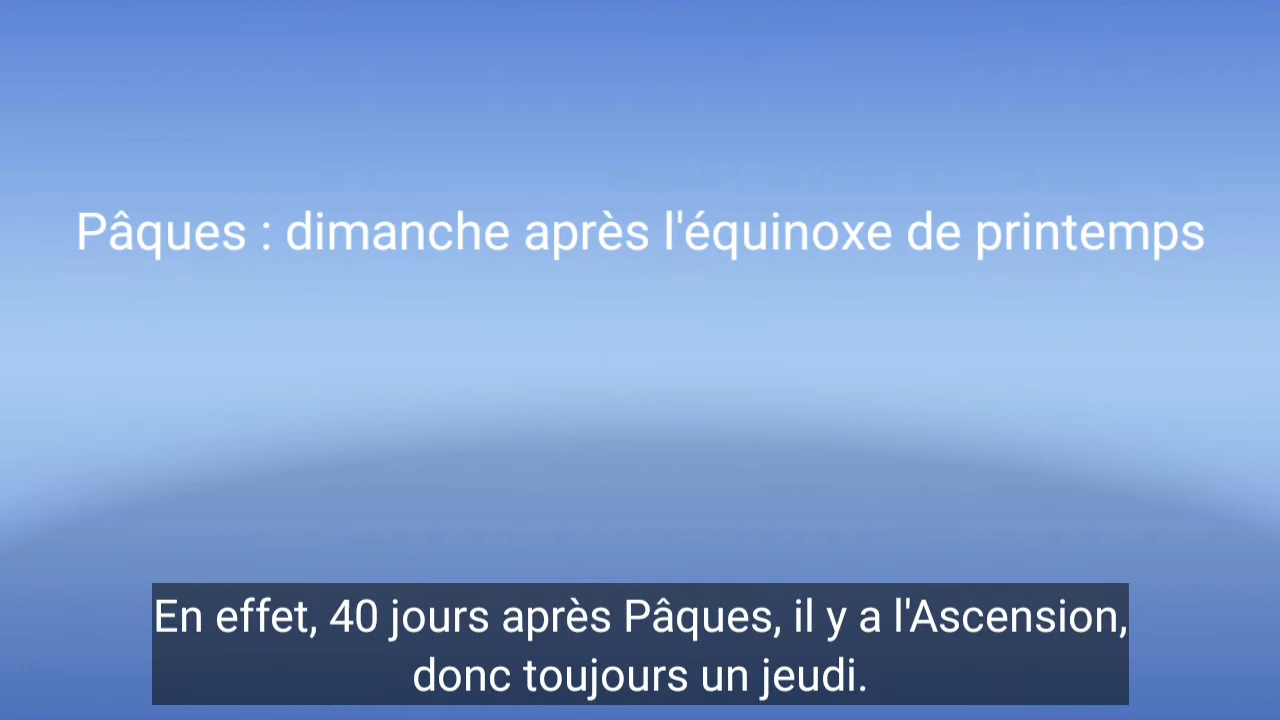 Pâques : dimanche après l'équinoxe de printemps
En effet, 40 jours après Pâques, il y a l'Ascension,
donc toujours un jeudi.